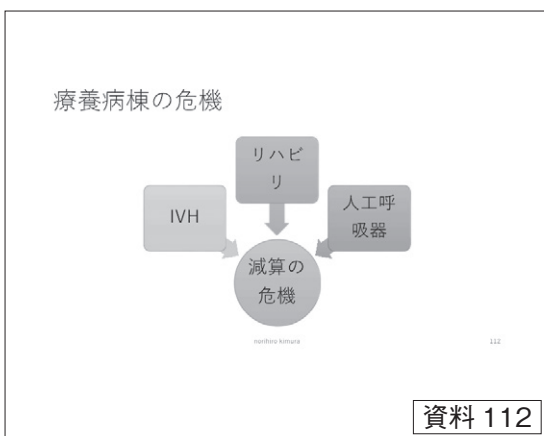 療養病棟の危機
リハビ
リ
IVH
人工呼
吸器
減算の
危機
norihiro kimura
112
資料 112